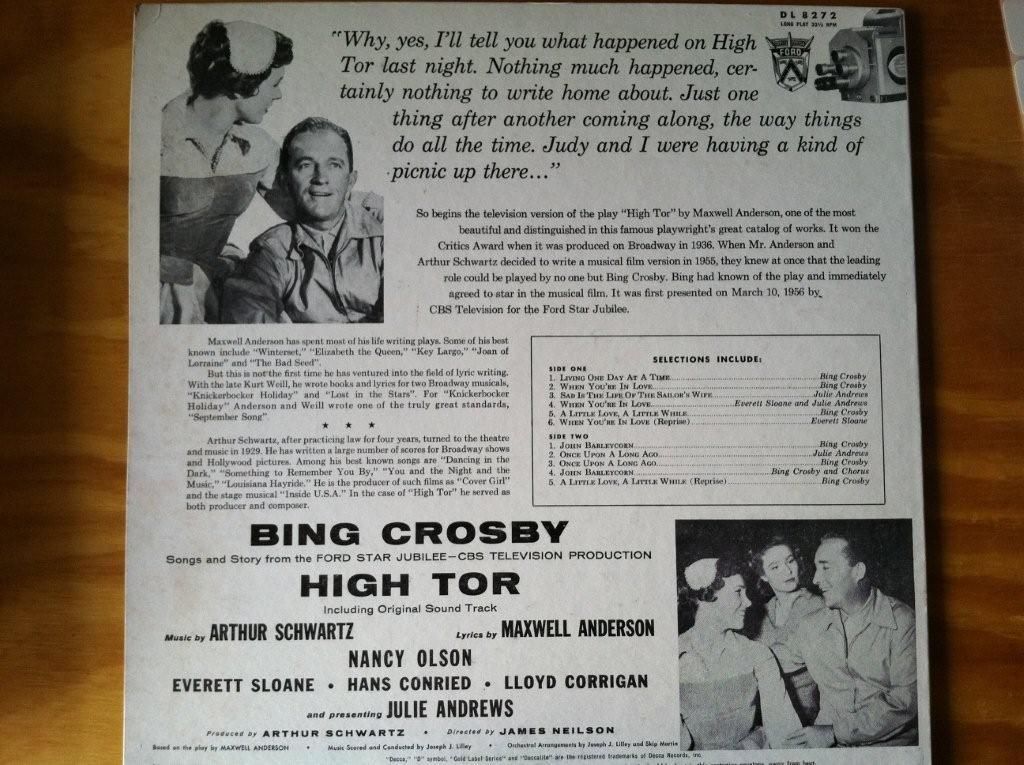 DL 8272
LONG PLAY 33⅓ RPM
FORD
"Why, yes, I'll tell you what happened on High
Tor last night. Nothing much happened, cer-
tainly nothing to write home about. Just one
thing after another coming along, the way things
do all the time. Judy and I were having a kind of
picnic up there..."
So begins the television version of the play "High Tor" by Maxwell Anderson, one of the most
beautiful and distinguished in this famous playwright's great catalog of works. It won the
Critics Award when it was produced on Broadway in 1936. When Mr. Anderson and
Arthur Schwartz decided to write a musical film version in 1955, they knew at once that the leading
role could be played by no one but Bing Crosby. Bing had known of the play and immediately
agreed to star in the musical film. It was first presented on March 10, 1956 by
CBS Television for the Ford Star Jubilee.
Maxwell Anderson has spent most of his life writing plays. Some of his best
known include "Winterset," "Elizabeth the Queen," "Key Largo," "Joan of
Lorraine" and "The Bad Seed".
But this is not the first time he has ventured into the field of lyric writing.
With the late Kurt Weill, he wrote books and lyrics for two Broadway musicals,
"Knickerbocker Holiday" and "Lost in the Stars". For "Knickerbocker
Holiday" Anderson and Weill wrote one of the truly great standards,
"September Song".
★ ★ ★
Arthur Schwartz, after practicing law for four years, turned to the theatre
and music in 1929. He has written a large number of scores for Broadway shows
and Hollywood pictures. Among his best known songs are "Dancing in the
Dark," "Something to Remember You By," "You and the Night and the
Music," "Louisiana Hayride." He is the producer of such films as "Cover Girl"
and the stage musical "Inside U.S.A." In the case of "High Tor" he served as
both producer and composer.
SELECTIONS INCLUDE:
SIDE ONE
1. LIVING ONE DAY AT A TIME Bing Crosby
2. WHEN YOU'RE IN LOVE Bing Crosby
3. SAD IS THE LIFE OF THE SAILOR'S WIFE Julie Andrews
4. WHEN YOU'RE IN LOVE Everett Sloane and Julie Andrews
5. A LITTLE LOVE, A LITTLE WHILE Bing Crosby
6. WHEN YOU'RE IN LOVE (Reprise) Everett Sloane
SIDE TWO
1. JOHN BARLEYCORN Bing Crosby
2. ONCE UPON A LONG AGO Julie Andrews
3. ONCE UPON A LONG AGO Bing Crosby
4. JOHN BARLEYCORN Bing Crosby and Chorus
5. A LITTLE LOVE, A LITTLE WHILE (Reprise) Bing Crosby
BING CROSBY
Songs and Story from the FORD STAR JUBILEE—CBS TELEVISION PRODUCTION
HIGH TOR
Including Original Sound Track
Music by ARTHUR SCHWARTZ Lyrics by MAXWELL ANDERSON
NANCY OLSON
EVERETT SLOANE • HANS CONRIED • LLOYD CORRIGAN
and presenting JULIE ANDREWS
Produced by ARTHUR SCHWARTZ • Directed by JAMES NEILSON
Based on the play by MAXWELL ANDERSON • Music Scored and Conducted by Joseph J. Lilley • Orchestral Arrangements by Joseph J. Lilley and Skip Martin
"Decca," "D" symbol, "Gold Label Series" and "Deccalite" are the registered trademarks of Decca Records, Inc.